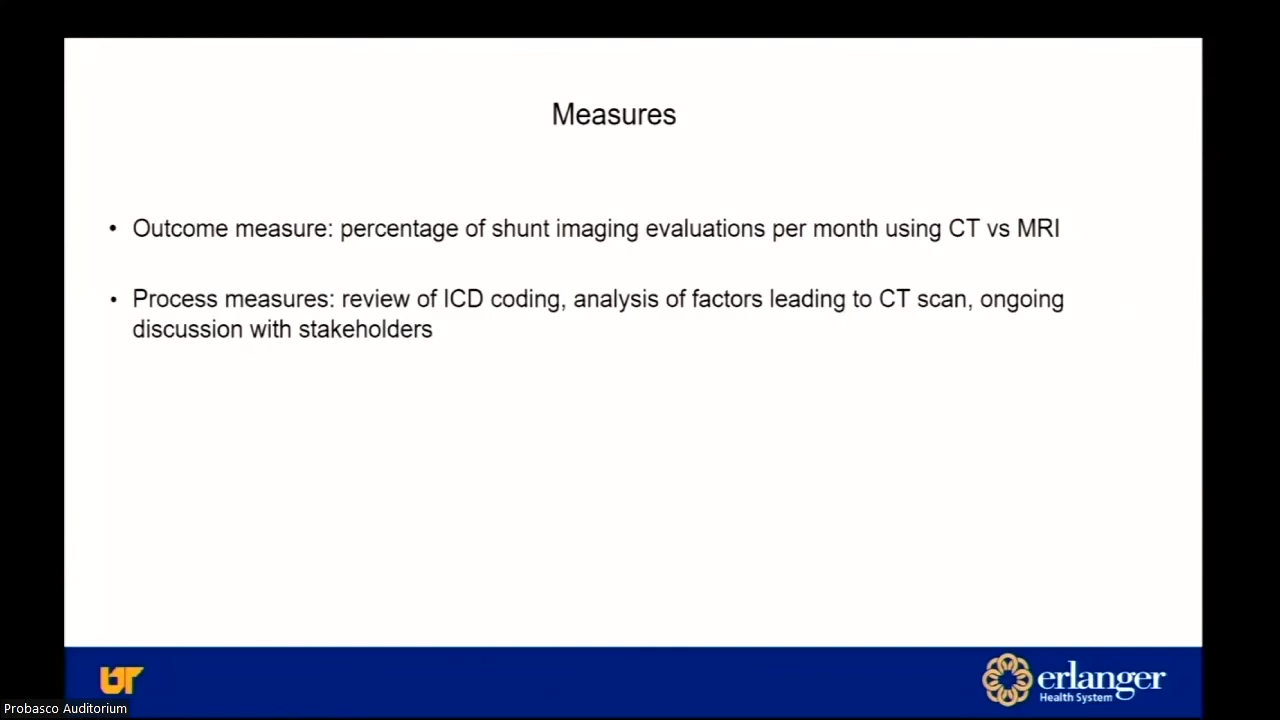 Measures
• Outcome measure: percentage of shunt imaging evaluations per month using CT vs MRI
• Process measures: review of ICD coding, analysis of factors leading to CT scan, ongoing
discussion with stakeholders
UT
erlanger
Health System
Probasco Auditorium